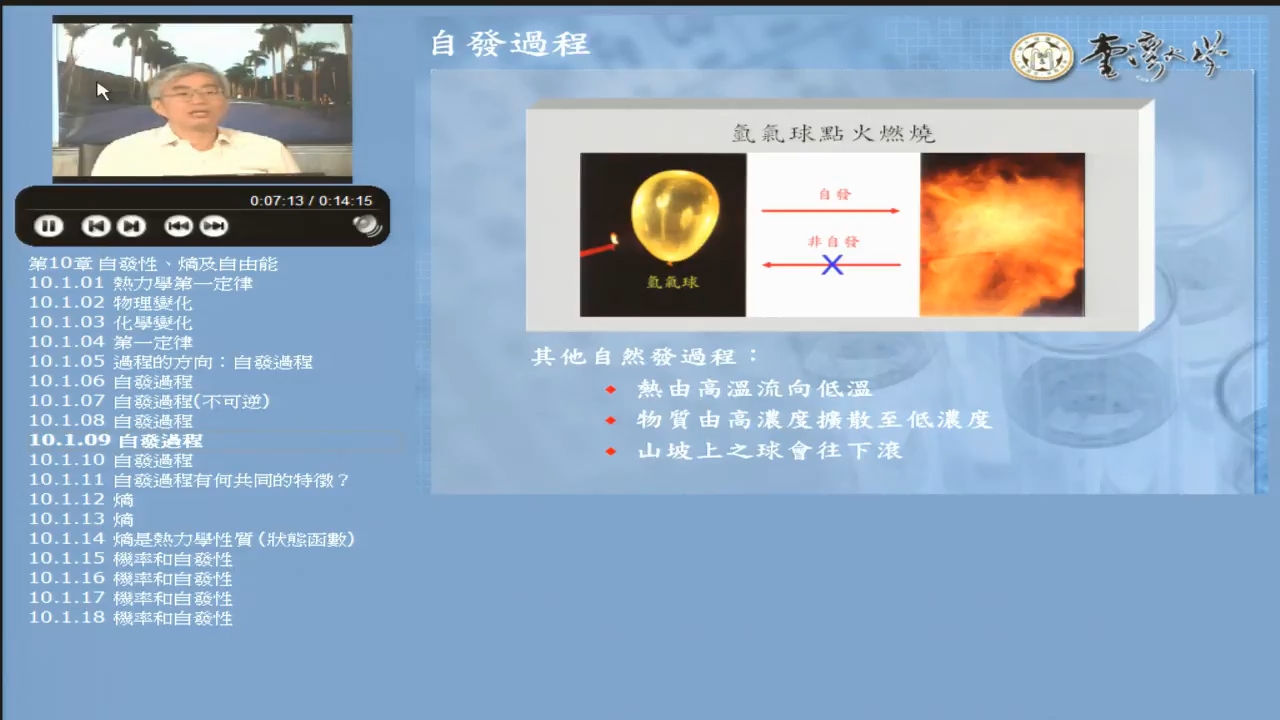 自發過程
臺灣大學
氫氣球點火燃燒
自發
非自發
氫氣球
其他自然發過程：
熱由高溫流向低溫
物質由高濃度擴散至低濃度
山坡上之球會往下滾
0:07:13 / 0:14:15
第10章 自發性、熵及自由能
10.1.01 熱力學第一定律
10.1.02 物理變化
10.1.03 化學變化
10.1.04 第一定律
10.1.05 過程的方向：自發過程
10.1.06 自發過程
10.1.07 自發過程(不可逆)
10.1.08 自發過程
10.1.09 自發過程
10.1.10 自發過程
10.1.11 自發過程有何共同的特徵？
10.1.12 熵
10.1.13 熵
10.1.14 熵是熱力學性質(狀態函數)
10.1.15 機率和自發性
10.1.16 機率和自發性
10.1.17 機率和自發性
10.1.18 機率和自發性